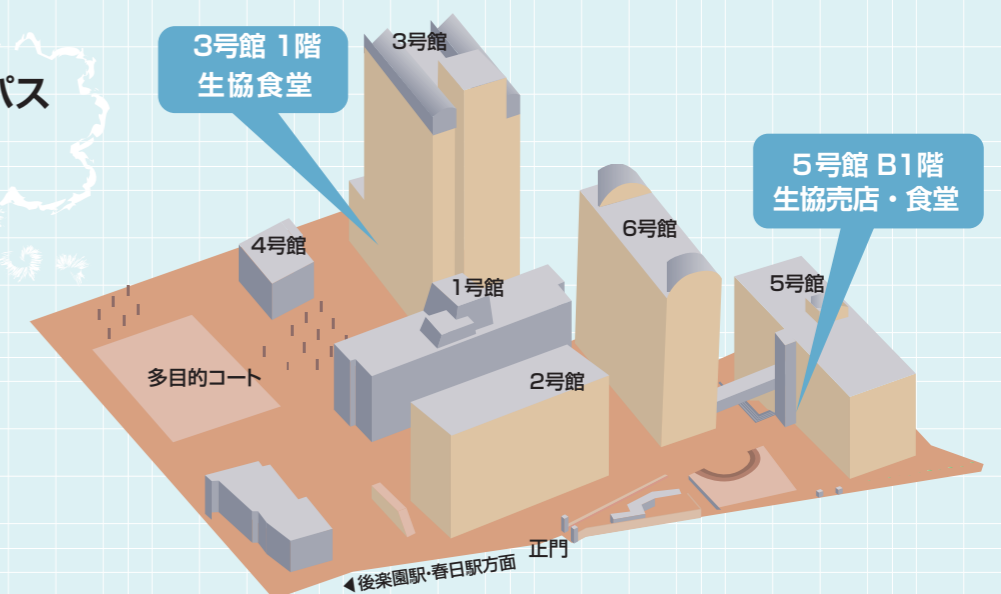 パス
3号館 1階
生協食堂
3号館
5号館 B1階
生協売店・食堂
4号館
6号館
1号館
5号館
多目的コート
2号館
正門
◀後楽園駅・春日駅方面